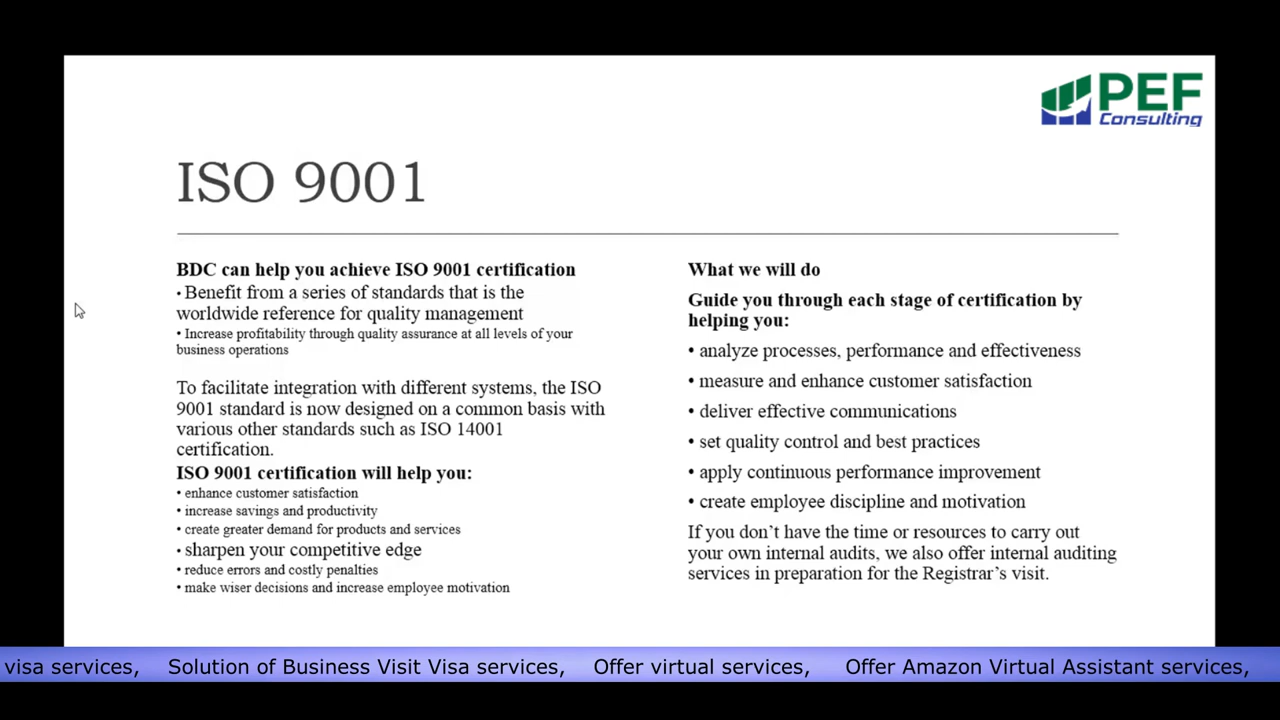 PEF
Consulting
ISO 9001
BDC can help you achieve ISO 9001 certification
• Benefit from a series of standards that is the
worldwide reference for quality management
• Increase profitability through quality assurance at all levels of your
business operations
To facilitate integration with different systems, the ISO
9001 standard is now designed on a common basis with
various other standards such as ISO 14001
certification.
ISO 9001 certification will help you:
• enhance customer satisfaction
• increase savings and productivity
• create greater demand for products and services
• sharpen your competitive edge
• reduce errors and costly penalties
• make wiser decisions and increase employee motivation
What we will do
Guide you through each stage of certification by
helping you:
• analyze processes, performance and effectiveness
• measure and enhance customer satisfaction
• deliver effective communications
• set quality control and best practices
• apply continuous performance improvement
• create employee discipline and motivation
If you don’t have the time or resources to carry out
your own internal audits, we also offer internal auditing
services in preparation for the Registrar’s visit.
visa services, Solution of Business Visit Visa services, Offer virtual services, Offer Amazon Virtual Assistant services,